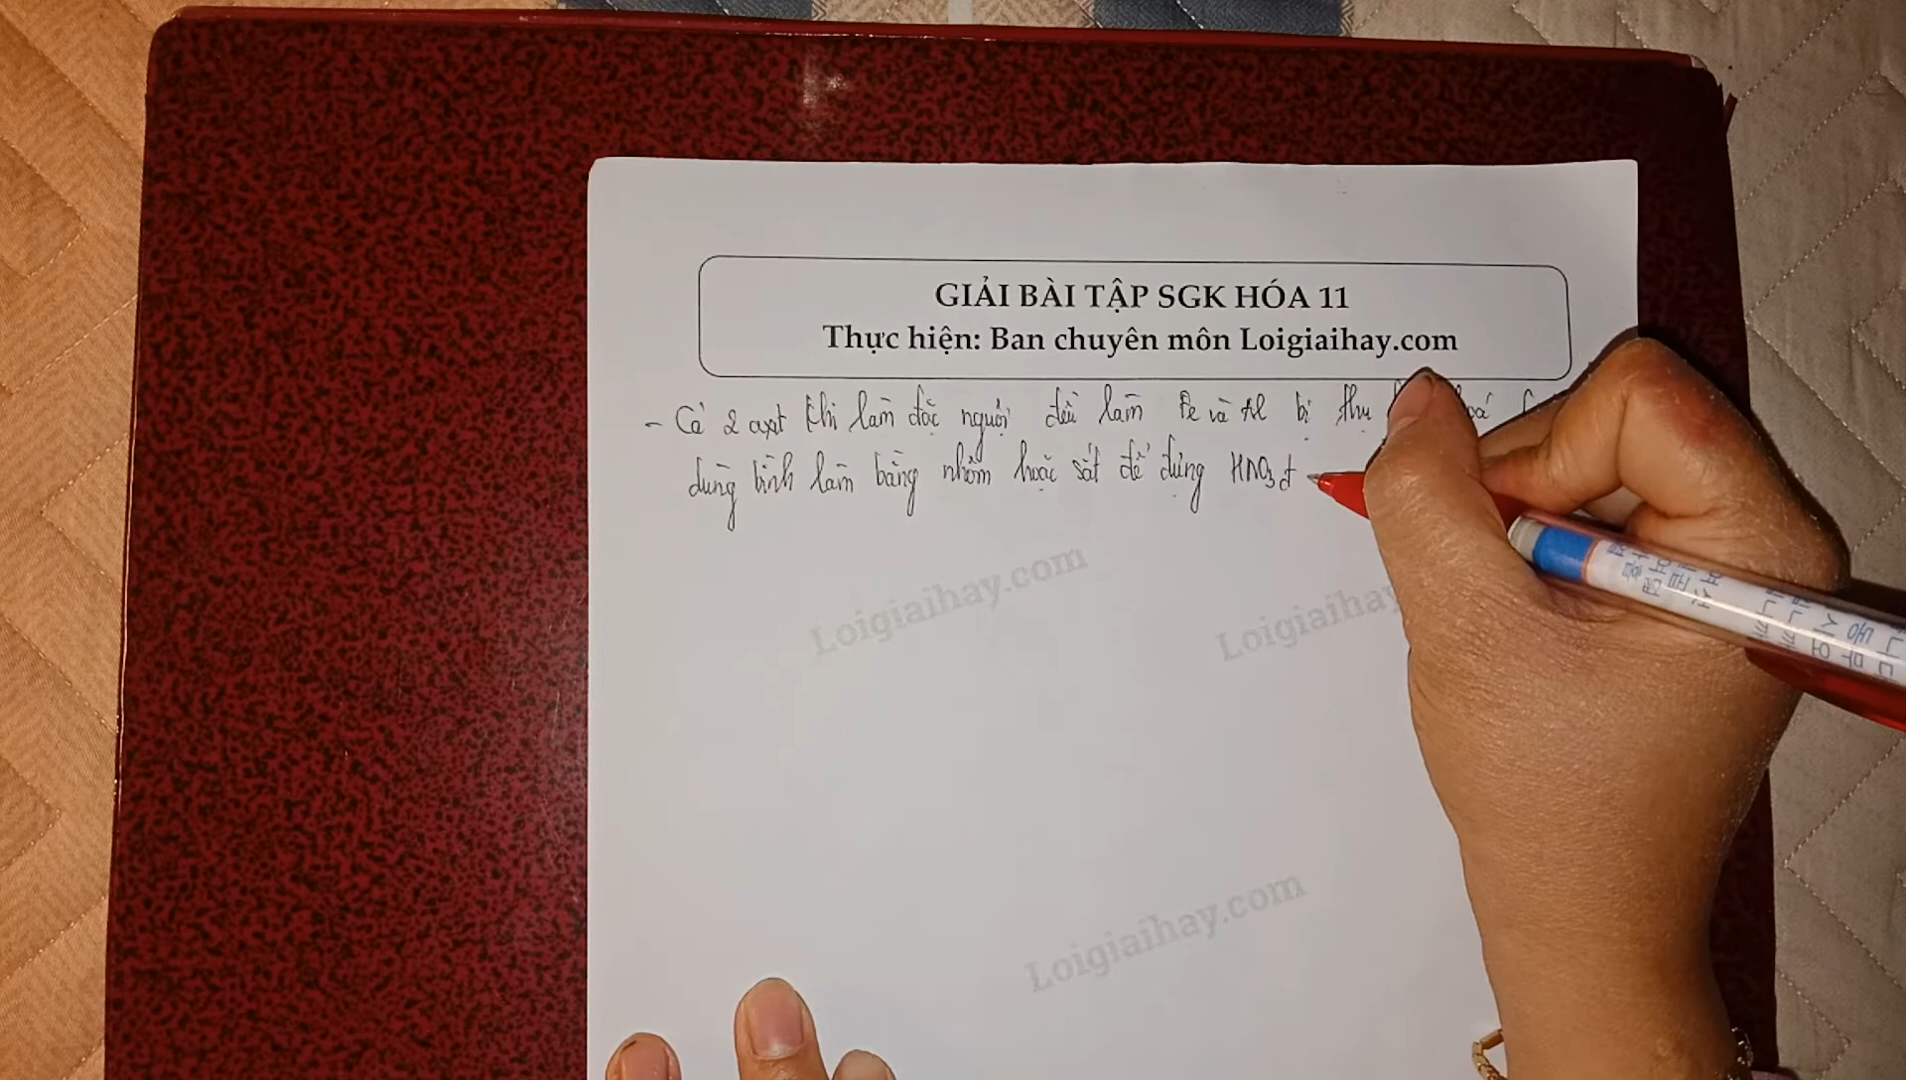 GIẢI BÀI TẬP SGK HÓA 11
Thực hiện: Ban chuyên môn Loigiaihay.com
- Cả 2 axit khi làm đặc nguội đều làm Fe và Al bị thụ
dùng bình làm bằng nhôm hoặc sắt để đựng HNO3 đ
Loigiaihay.com
Loigiaihay
Loigiaihay.com